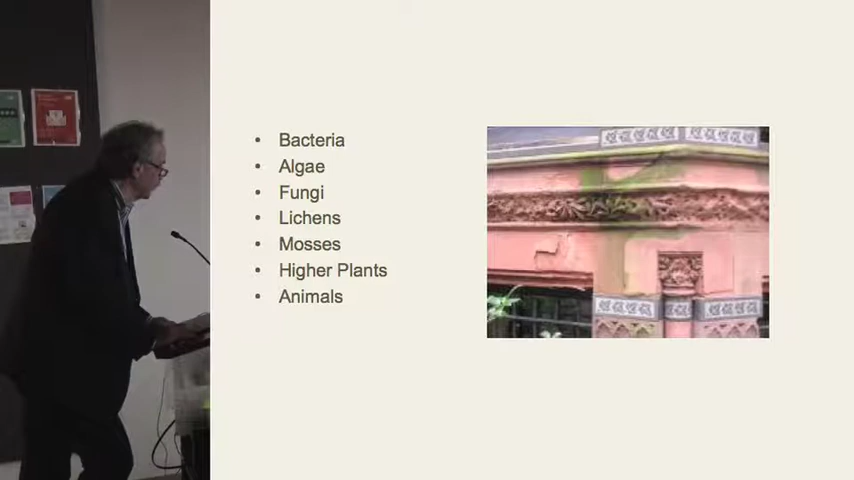 • Bacteria
• Algae
• Fungi
• Lichens
• Mosses
• Higher Plants
• Animals